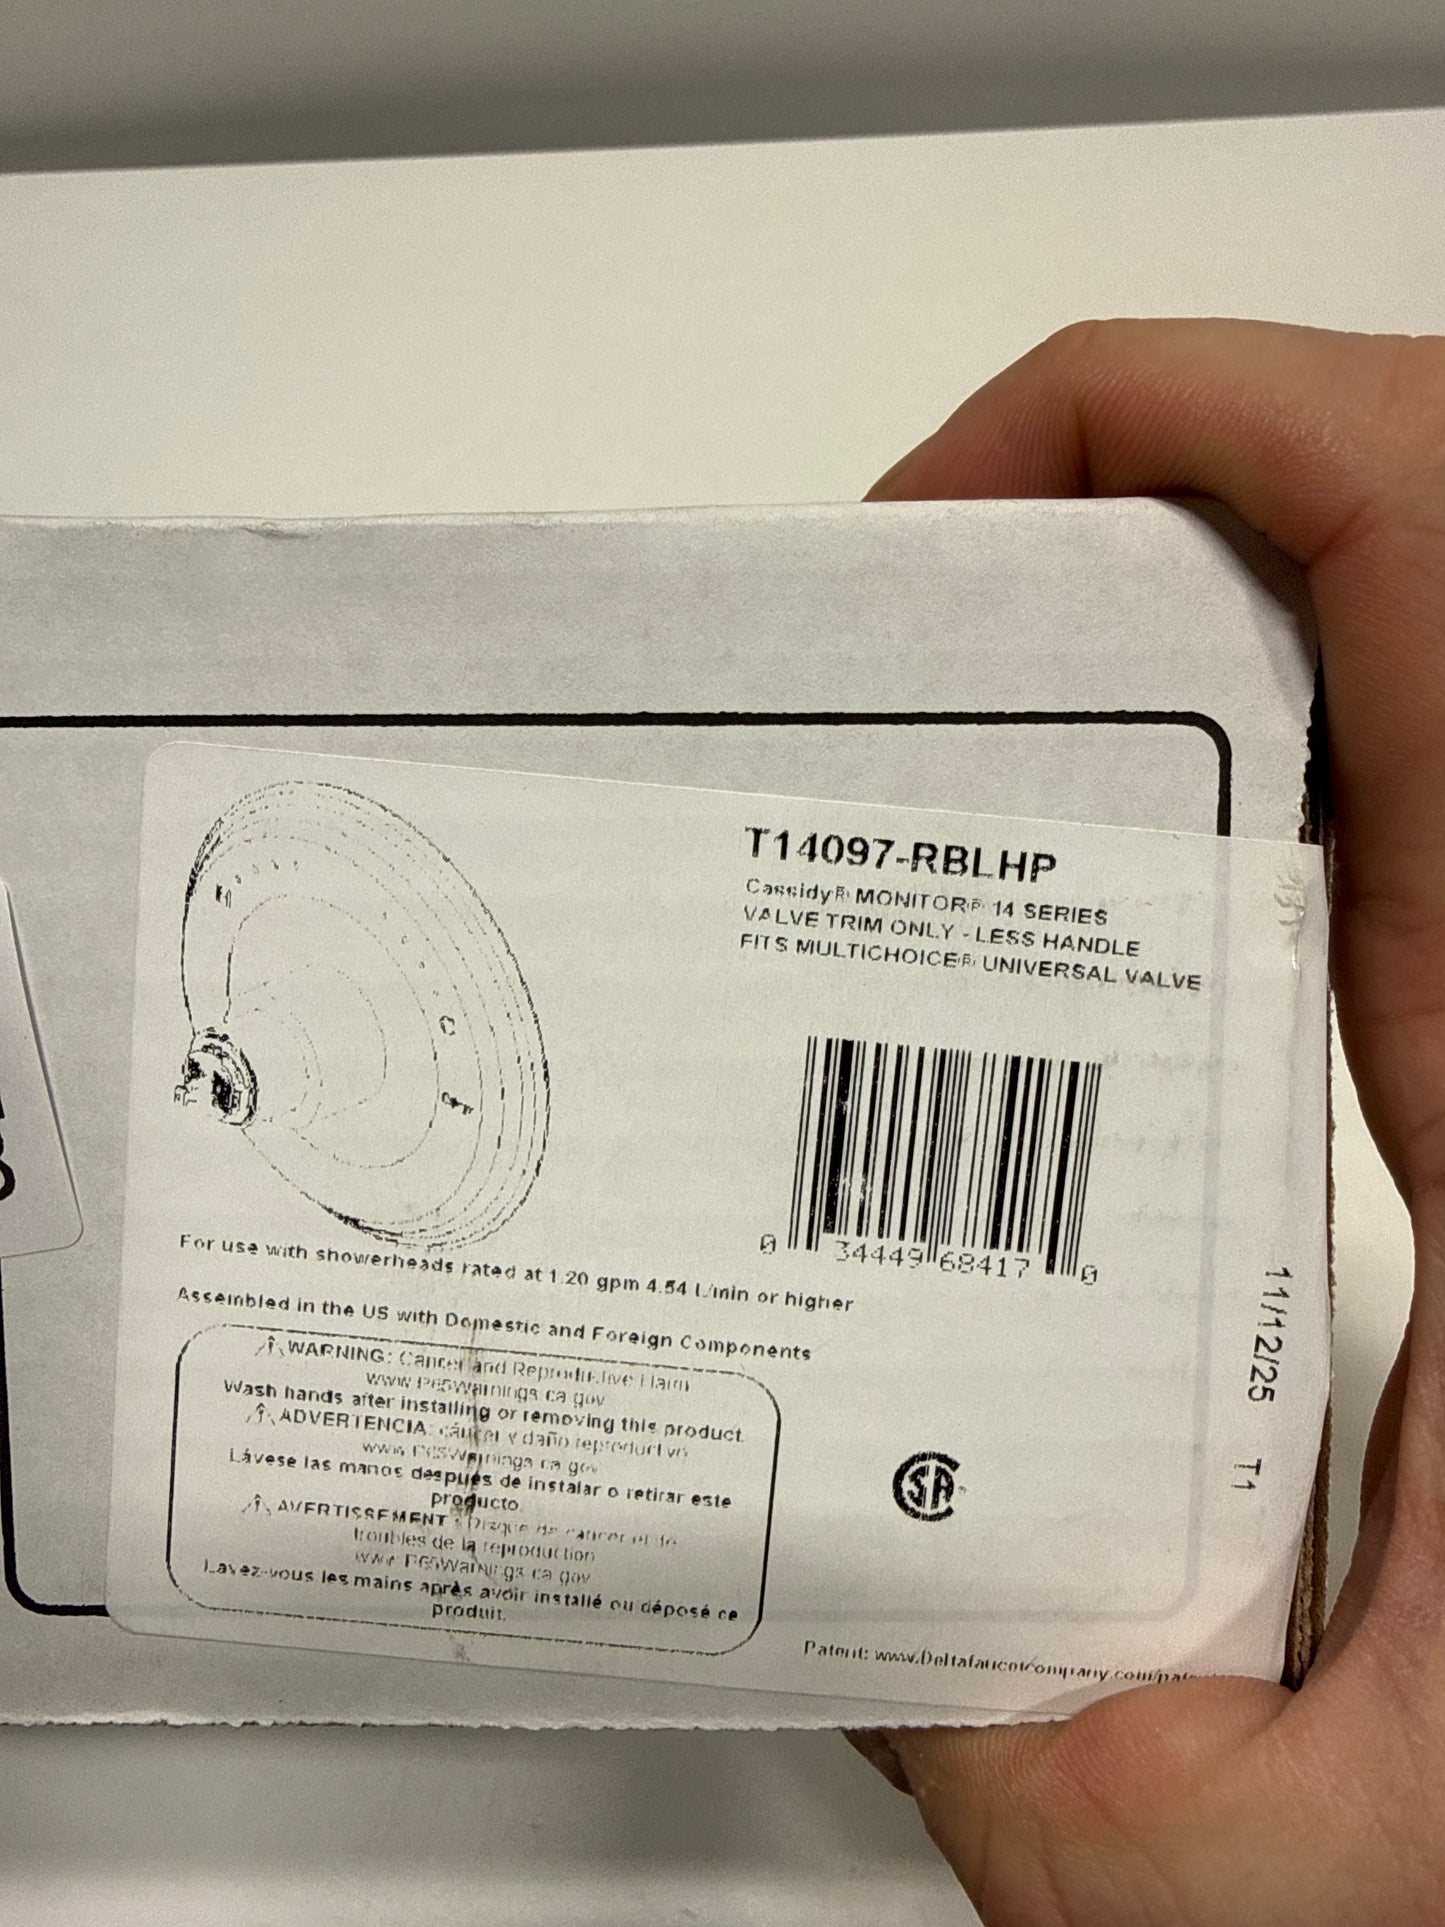 T14097-RBLHP
Cassidy® MONITOR® 14 SERIES
VALVE TRIM ONLY - LESS HANDLE
FITS MULTICHOICE® UNIVERSAL VALVE
0 34449 68417 0
For use with showerheads rated at 1.20 gpm 4.54 L/min or higher
Assembled in the US with Domestic and Foreign Components
⚠ WARNING: Cancer and Reproductive Harm
www.P65Warnings.ca.gov
Wash hands after installing or removing this product.
⚠ ADVERTENCIA: cáncer y daño reproductivo
www.P65Warnings.ca.gov
Lávese las manos después de instalar o retirar este
producto.
⚠ AVERTISSEMENT : Risque de cancer et de
troubles de la reproduction
www.P65Warnings.ca.gov
Lavez-vous les mains après avoir installé ou déposé ce
produit.
SA
Patent: www.Deltafaucetcompany.com/
11/12/25 T1